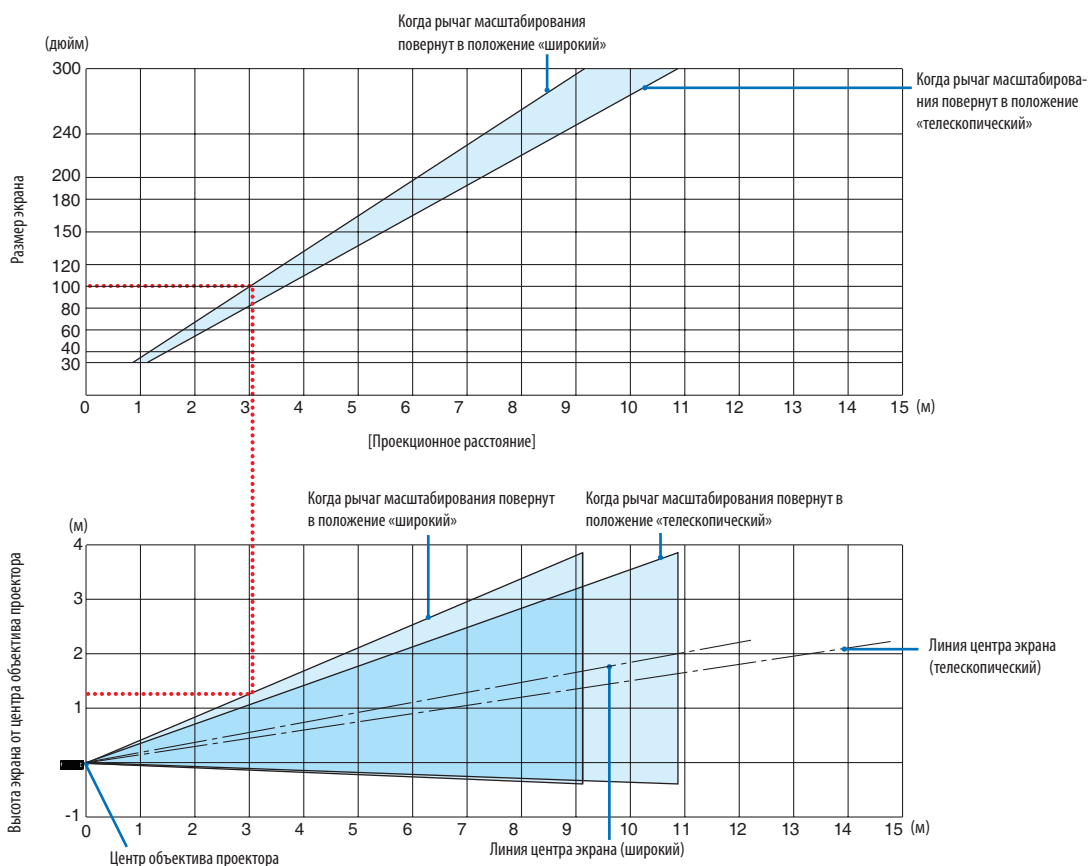 Когда рычаг масштабирования
повернут в положение «широкий»
(дюйм)
Когда рычаг масштабирова-
ния повернут в положение
«телескопический»
Размер экрана
300
240
200
180
150
120
100
80
60
40
30
0 1 2 3 4 5 6 7 8 9 10 11 12 13 14 15 (м)
[Проекционное расстояние]
Когда рычаг масштабирования повернут
в положение «широкий»
Когда рычаг масштабирования повернут в
положение «телескопический»
(м)
Высота экрана от центра объектива проектора
4
3
2
1
-1
Линия центра экрана
(телескопический)
0 1 2 3 4 5 6 7 8 9 10 11 12 13 14 15 (м)
Центр объектива проектора
Линия центра экрана (широкий)